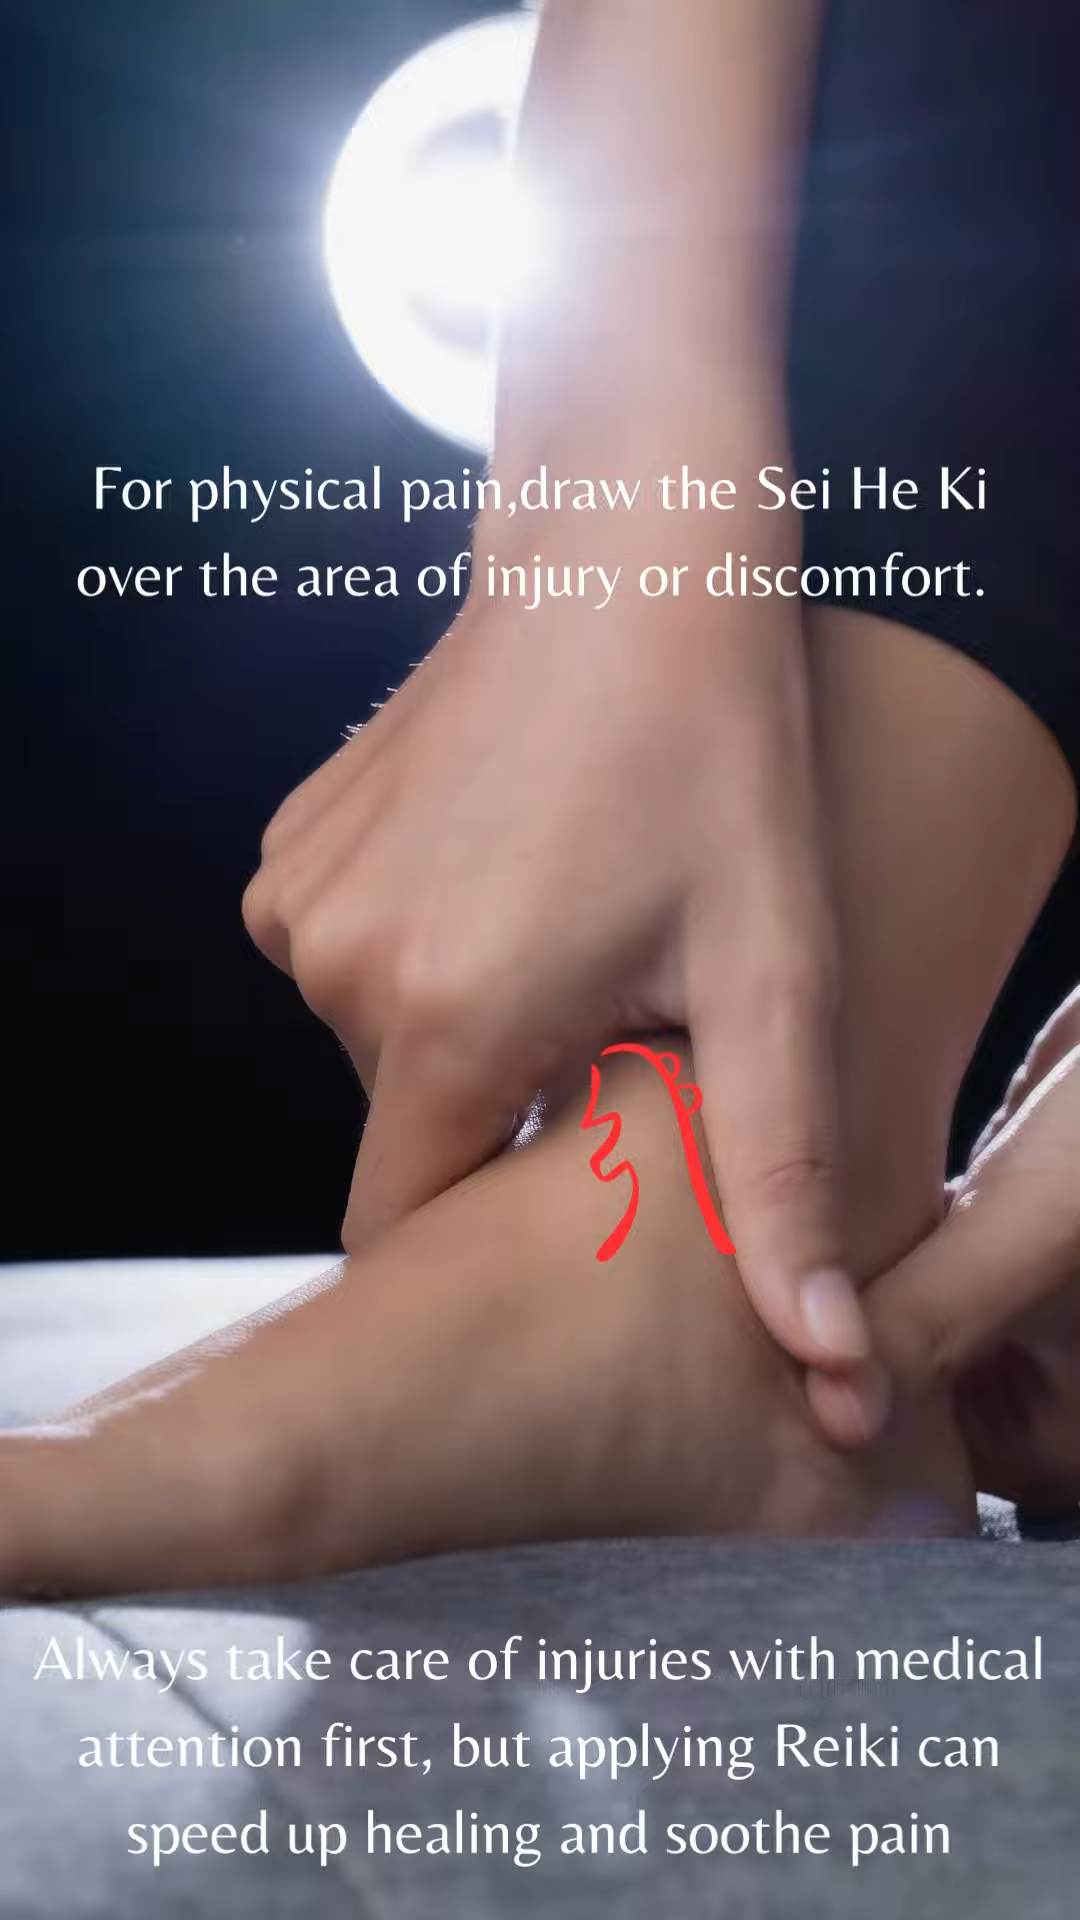 For physical pain,draw the Sei He Ki
over the area of injury or discomfort.
Always take care of injuries with medical
attention first, but applying Reiki can
speed up healing and soothe pain